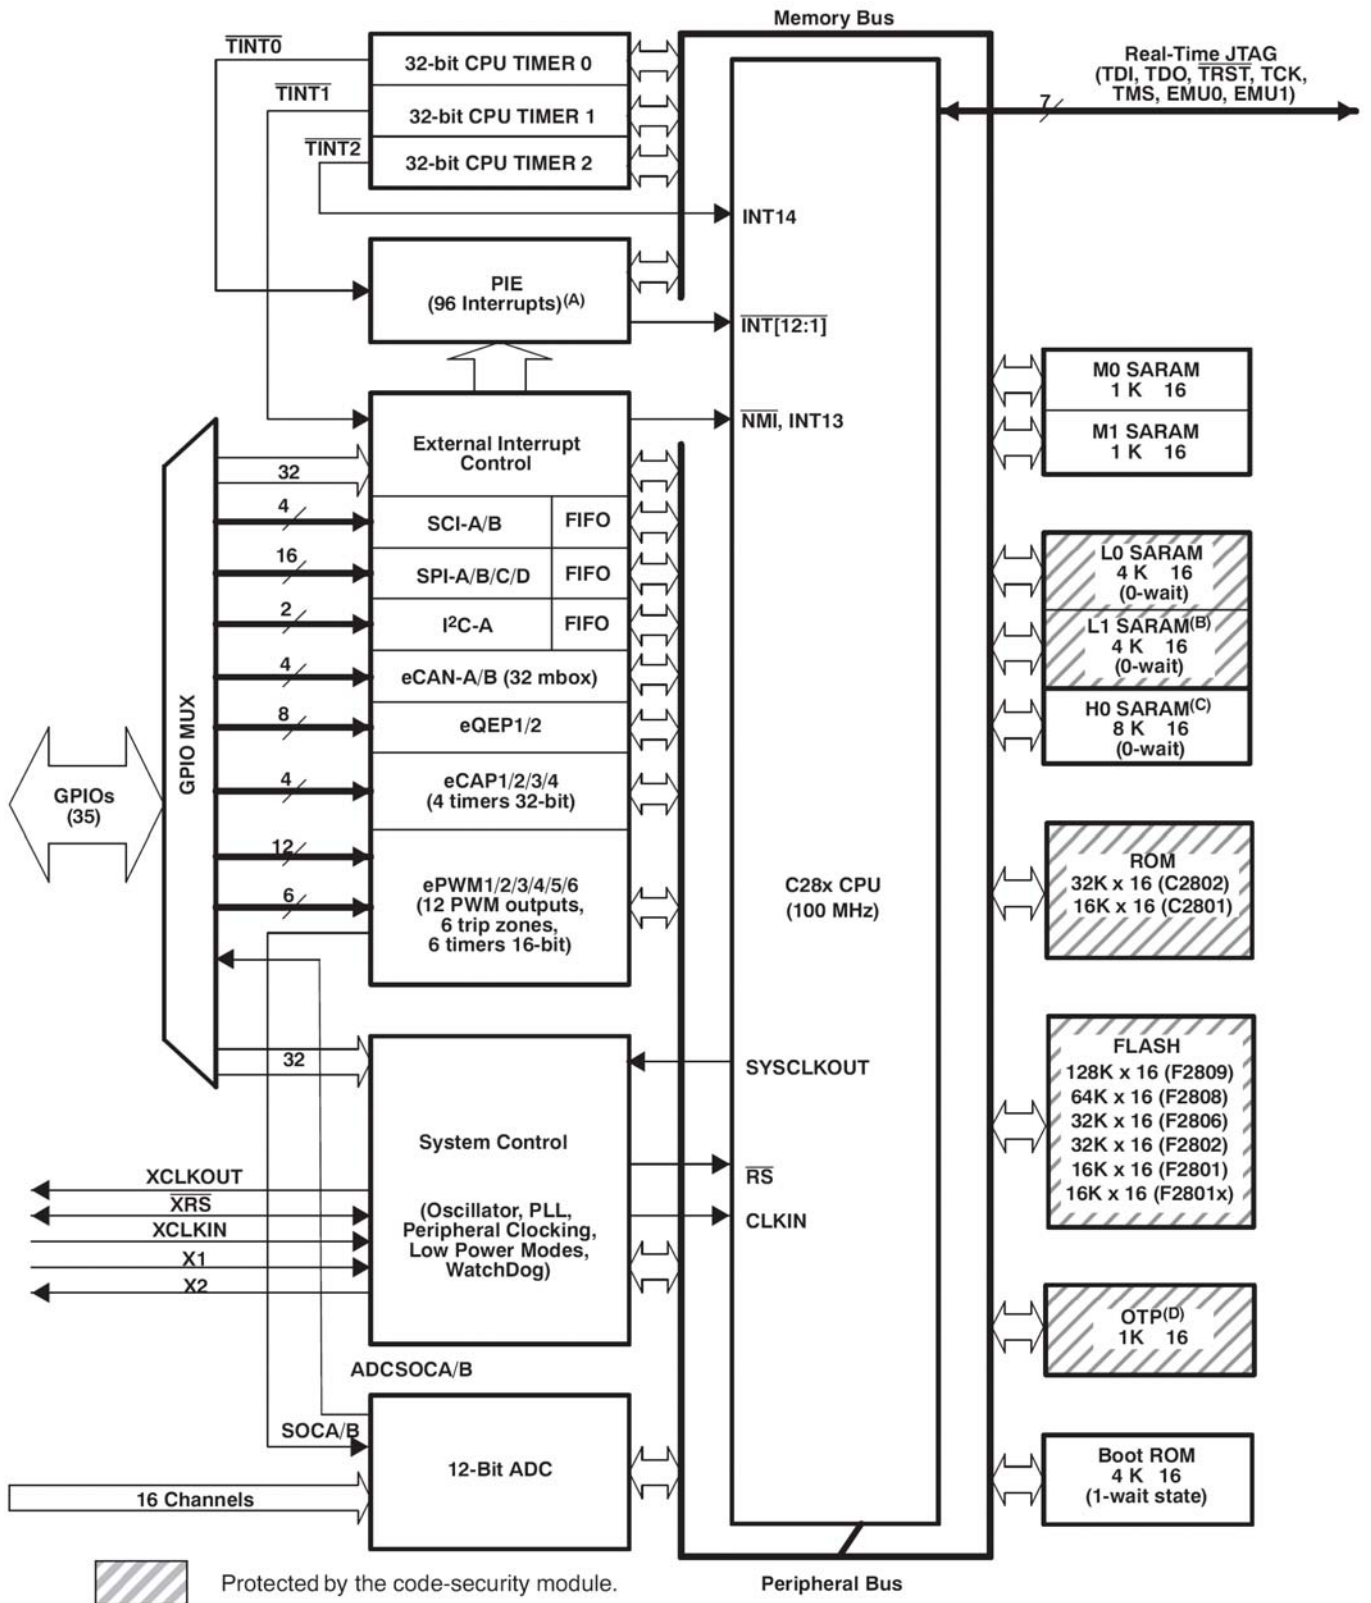 Memory Bus
TINT0
32-bit CPU TIMER 0
TINT1
32-bit CPU TIMER 1
TINT2
32-bit CPU TIMER 2
Real-Time JTAG
(TDI, TDO, TRST, TCK,
TMS, EMU0, EMU1)
7
INT14
PIE
(96 Interrupts)(A)
INT[12:1]
NMI, INT13
External Interrupt
Control
32
4
SCI-A/B
FIFO
16
SPI-A/B/C/D
FIFO
2
I²C-A
FIFO
4
eCAN-A/B (32 mbox)
8
eQEP1/2
4
eCAP1/2/3/4
(4 timers 32-bit)
12
6
ePWM1/2/3/4/5/6
(12 PWM outputs,
6 trip zones,
6 timers 16-bit)
GPIO MUX
GPIOs
(35)
C28x CPU
(100 MHz)
M0 SARAM
1 K 16
M1 SARAM
1 K 16
L0 SARAM
4 K 16
(0-wait)
L1 SARAM(B)
4 K 16
(0-wait)
H0 SARAM(C)
8 K 16
(0-wait)
ROM
32K x 16 (C2802)
16K x 16 (C2801)
FLASH
128K x 16 (F2809)
64K x 16 (F2808)
32K x 16 (F2806)
32K x 16 (F2802)
16K x 16 (F2801)
16K x 16 (F2801x)
OTP(D)
1K 16
Boot ROM
4 K 16
(1-wait state)
32
SYSCLKOUT
System Control
(Oscillator, PLL,
Peripheral Clocking,
Low Power Modes,
WatchDog)
RS
CLKIN
XCLKOUT
XRS
XCLKIN
X1
X2
ADCSOCA/B
SOCA/B
12-Bit ADC
16 Channels
Protected by the code-security module.
Peripheral Bus